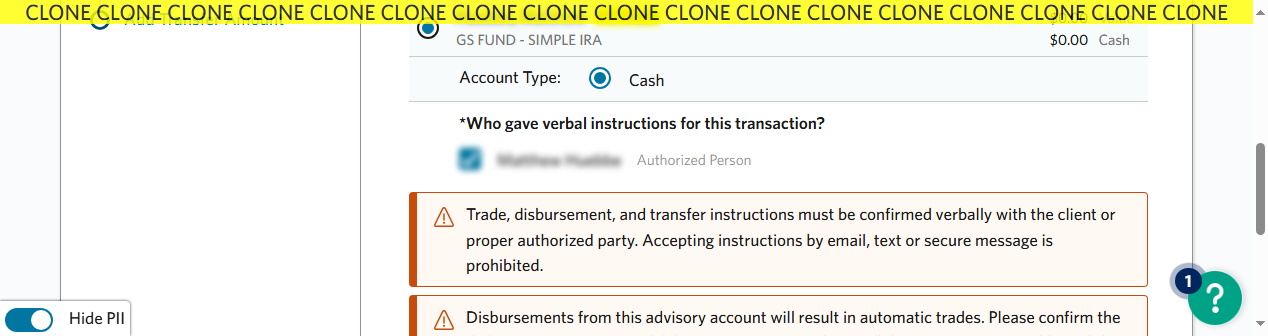 CLONE CLONE CLONE CLONE CLONE CLONE CLONE CLONE CLONE CLONE CLONE CLONE CLONE CLONE CLONE CLONE CLONE
GS FUND - SIMPLE IRA
$0.00 Cash
Account Type:
Cash
*Who gave verbal instructions for this transaction?
Authorized Person
Trade, disbursement, and transfer instructions must be confirmed verbally with the client or
proper authorized party. Accepting instructions by email, text or secure message is
prohibited.
1
?
Hide PII
Disbursements from this advisory account will result in automatic trades. Please confirm the